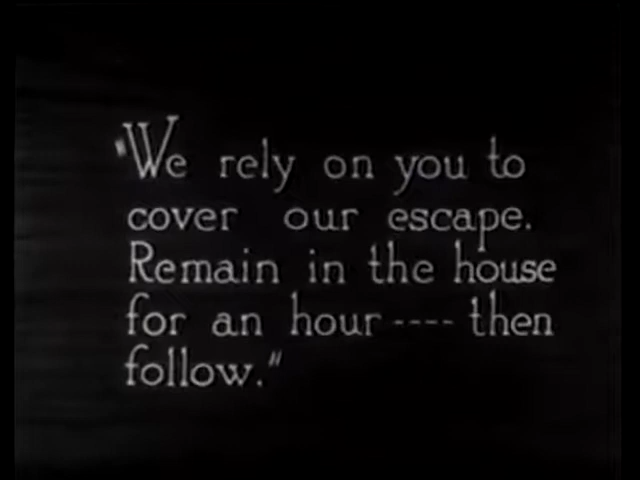 "We rely on you to
cover our escape.
Remain in the house
for an hour ---- then
follow."